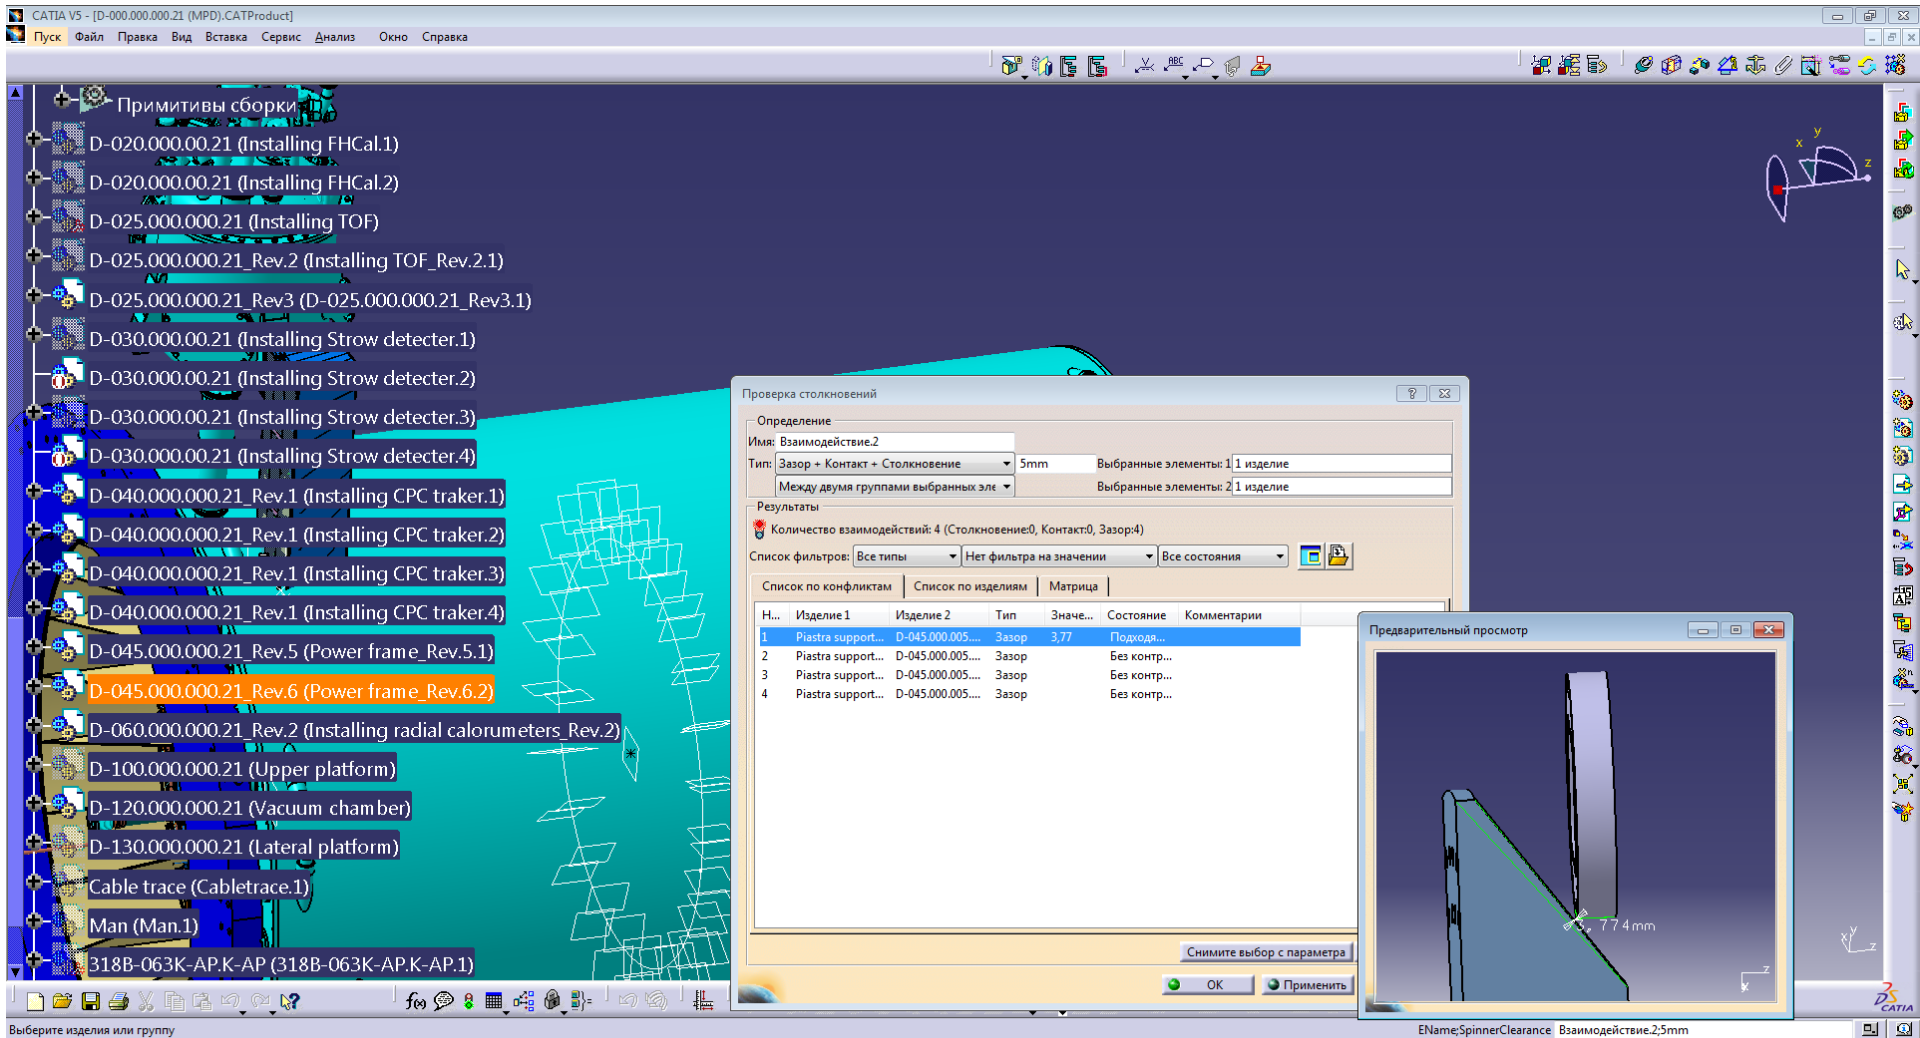 CATIA V5 - [D-000.000.000.21 (MPD).CATProduct]
Пуск Файл Правка Вид Вставка Сервис Анализ Окно Справка
Примитивы сборки
D-020.000.00.21 (Installing FHCal.1)
D-020.000.00.21 (Installing FHCal.2)
D-025.000.000.21 (Installing TOF)
D-025.000.000.21_Rev.2 (Installing TOF_Rev.2.1)
D-025.000.000.21_Rev3 (D-025.000.000.21_Rev3.1)
D-030.000.00.21 (Installing Strow detecter.1)
D-030.000.00.21 (Installing Strow detecter.2)
D-030.000.00.21 (Installing Strow detecter.3)
D-030.000.00.21 (Installing Strow detecter.4)
D-040.000.000.21_Rev.1 (Installing CPC traker.1)
D-040.000.000.21_Rev.1 (Installing CPC traker.2)
D-040.000.000.21_Rev.1 (Installing CPC traker.3)
D-040.000.000.21_Rev.1 (Installing CPC traker.4)
D-045.000.000.21_Rev.5 (Power frame_Rev.5.1)
D-045.000.000.21_Rev.6 (Power frame_Rev.6.2)
D-060.000.000.21_Rev.2 (Installing radial calorumeters_Rev.2)
D-100.000.000.21 (Upper platform)
D-120.000.000.21 (Vacuum chamber)
D-130.000.000.21 (Lateral platform)
Cable trace (Cabletrace.1)
Man (Man.1)
318B-063K-AP.K-AP (318B-063K-AP.K-AP.1)
x y z
Проверка столкновений
Определение
Имя: Взаимодействие.2
Тип: Зазор + Контакт + Столкновение 5mm Выбранные элементы: 1 1 изделие
Между двумя группами выбранных эле Выбранные элементы: 2 1 изделие
Результаты
Количество взаимодействий: 4 (Столкновение:0, Контакт:0, Зазор:4)
Список фильтров: Все типы Нет фильтра на значении Все состояния
Список по конфликтам Список по изделиям Матрица
Н... Изделие 1 Изделие 2 Тип Значе... Состояние Комментарии
1 Piastra support... D-045.000.005.... Зазор 3,77 Подходя...
2 Piastra support... D-045.000.005.... Зазор Без контр...
3 Piastra support... D-045.000.005.... Зазор Без контр...
4 Piastra support... D-045.000.005.... Зазор Без контр...
Снимите выбор с параметра
OK Применить
Предварительный просмотр
3,774mm
z
x y z
CATIA
Выберите изделия или группу
EName;SpinnerClearance Взаимодействие.2;5mm